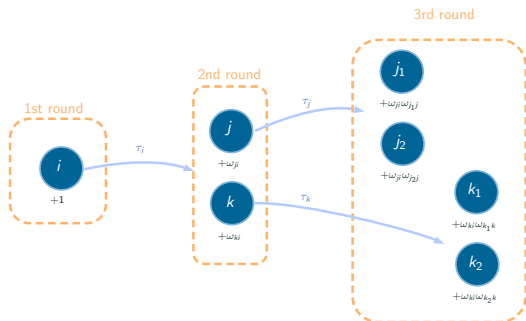 1st round
i
+1
τᵢ
2nd round
j
+ωⱼᵢ
k
+ωₖᵢ
τⱼ
τₖ
3rd round
j₁
+ωⱼᵢωⱼ₁ⱼ
j₂
+ωⱼᵢωⱼ₂ⱼ
k₁
+ωₖᵢωₖ₁ₖ
k₂
+ωₖᵢωₖ₂ₖ